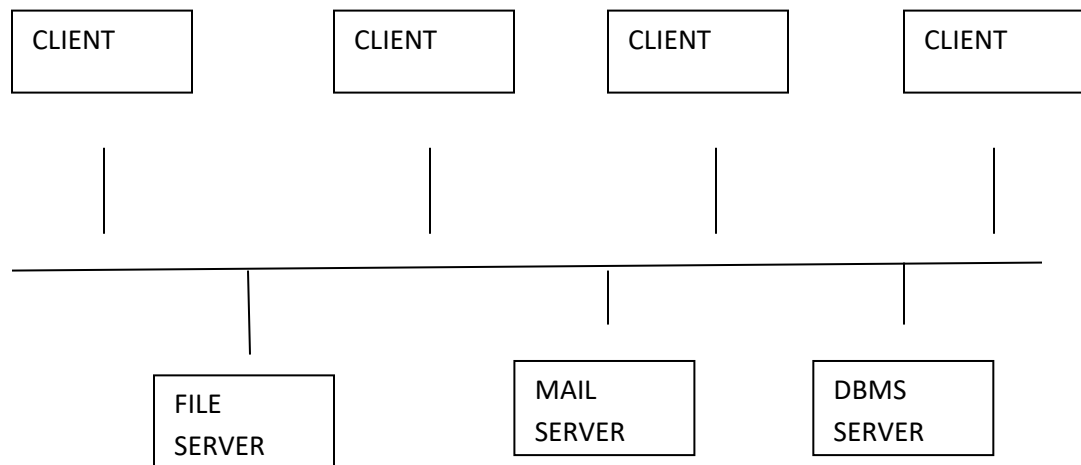 CLIENT
CLIENT
CLIENT
CLIENT
FILE
SERVER
MAIL
SERVER
DBMS
SERVER